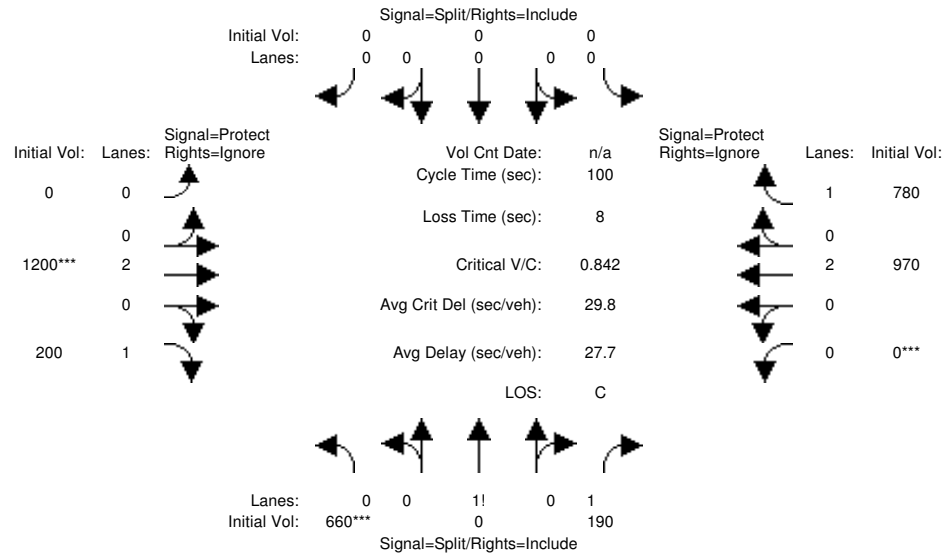 Signal=Split/Rights=Include
Initial Vol: 0 0 0
Lanes: 0 0 0 0 0
Signal=Protect Signal=Protect
Initial Vol: Lanes: Rights=Ignore Vol Cnt Date: n/a Rights=Ignore Lanes: Initial Vol:
Cycle Time (sec): 100
0 0 1 780
Loss Time (sec): 8
0 0
1200*** 2 Critical V/C: 0.842 2 970
0 Avg Crit Del (sec/veh): 29.8 0
200 1 Avg Delay (sec/veh): 27.7 0 0***
LOS: C
Lanes: 0 0 1! 0 1
Initial Vol: 660*** 0 190
Signal=Split/Rights=Include